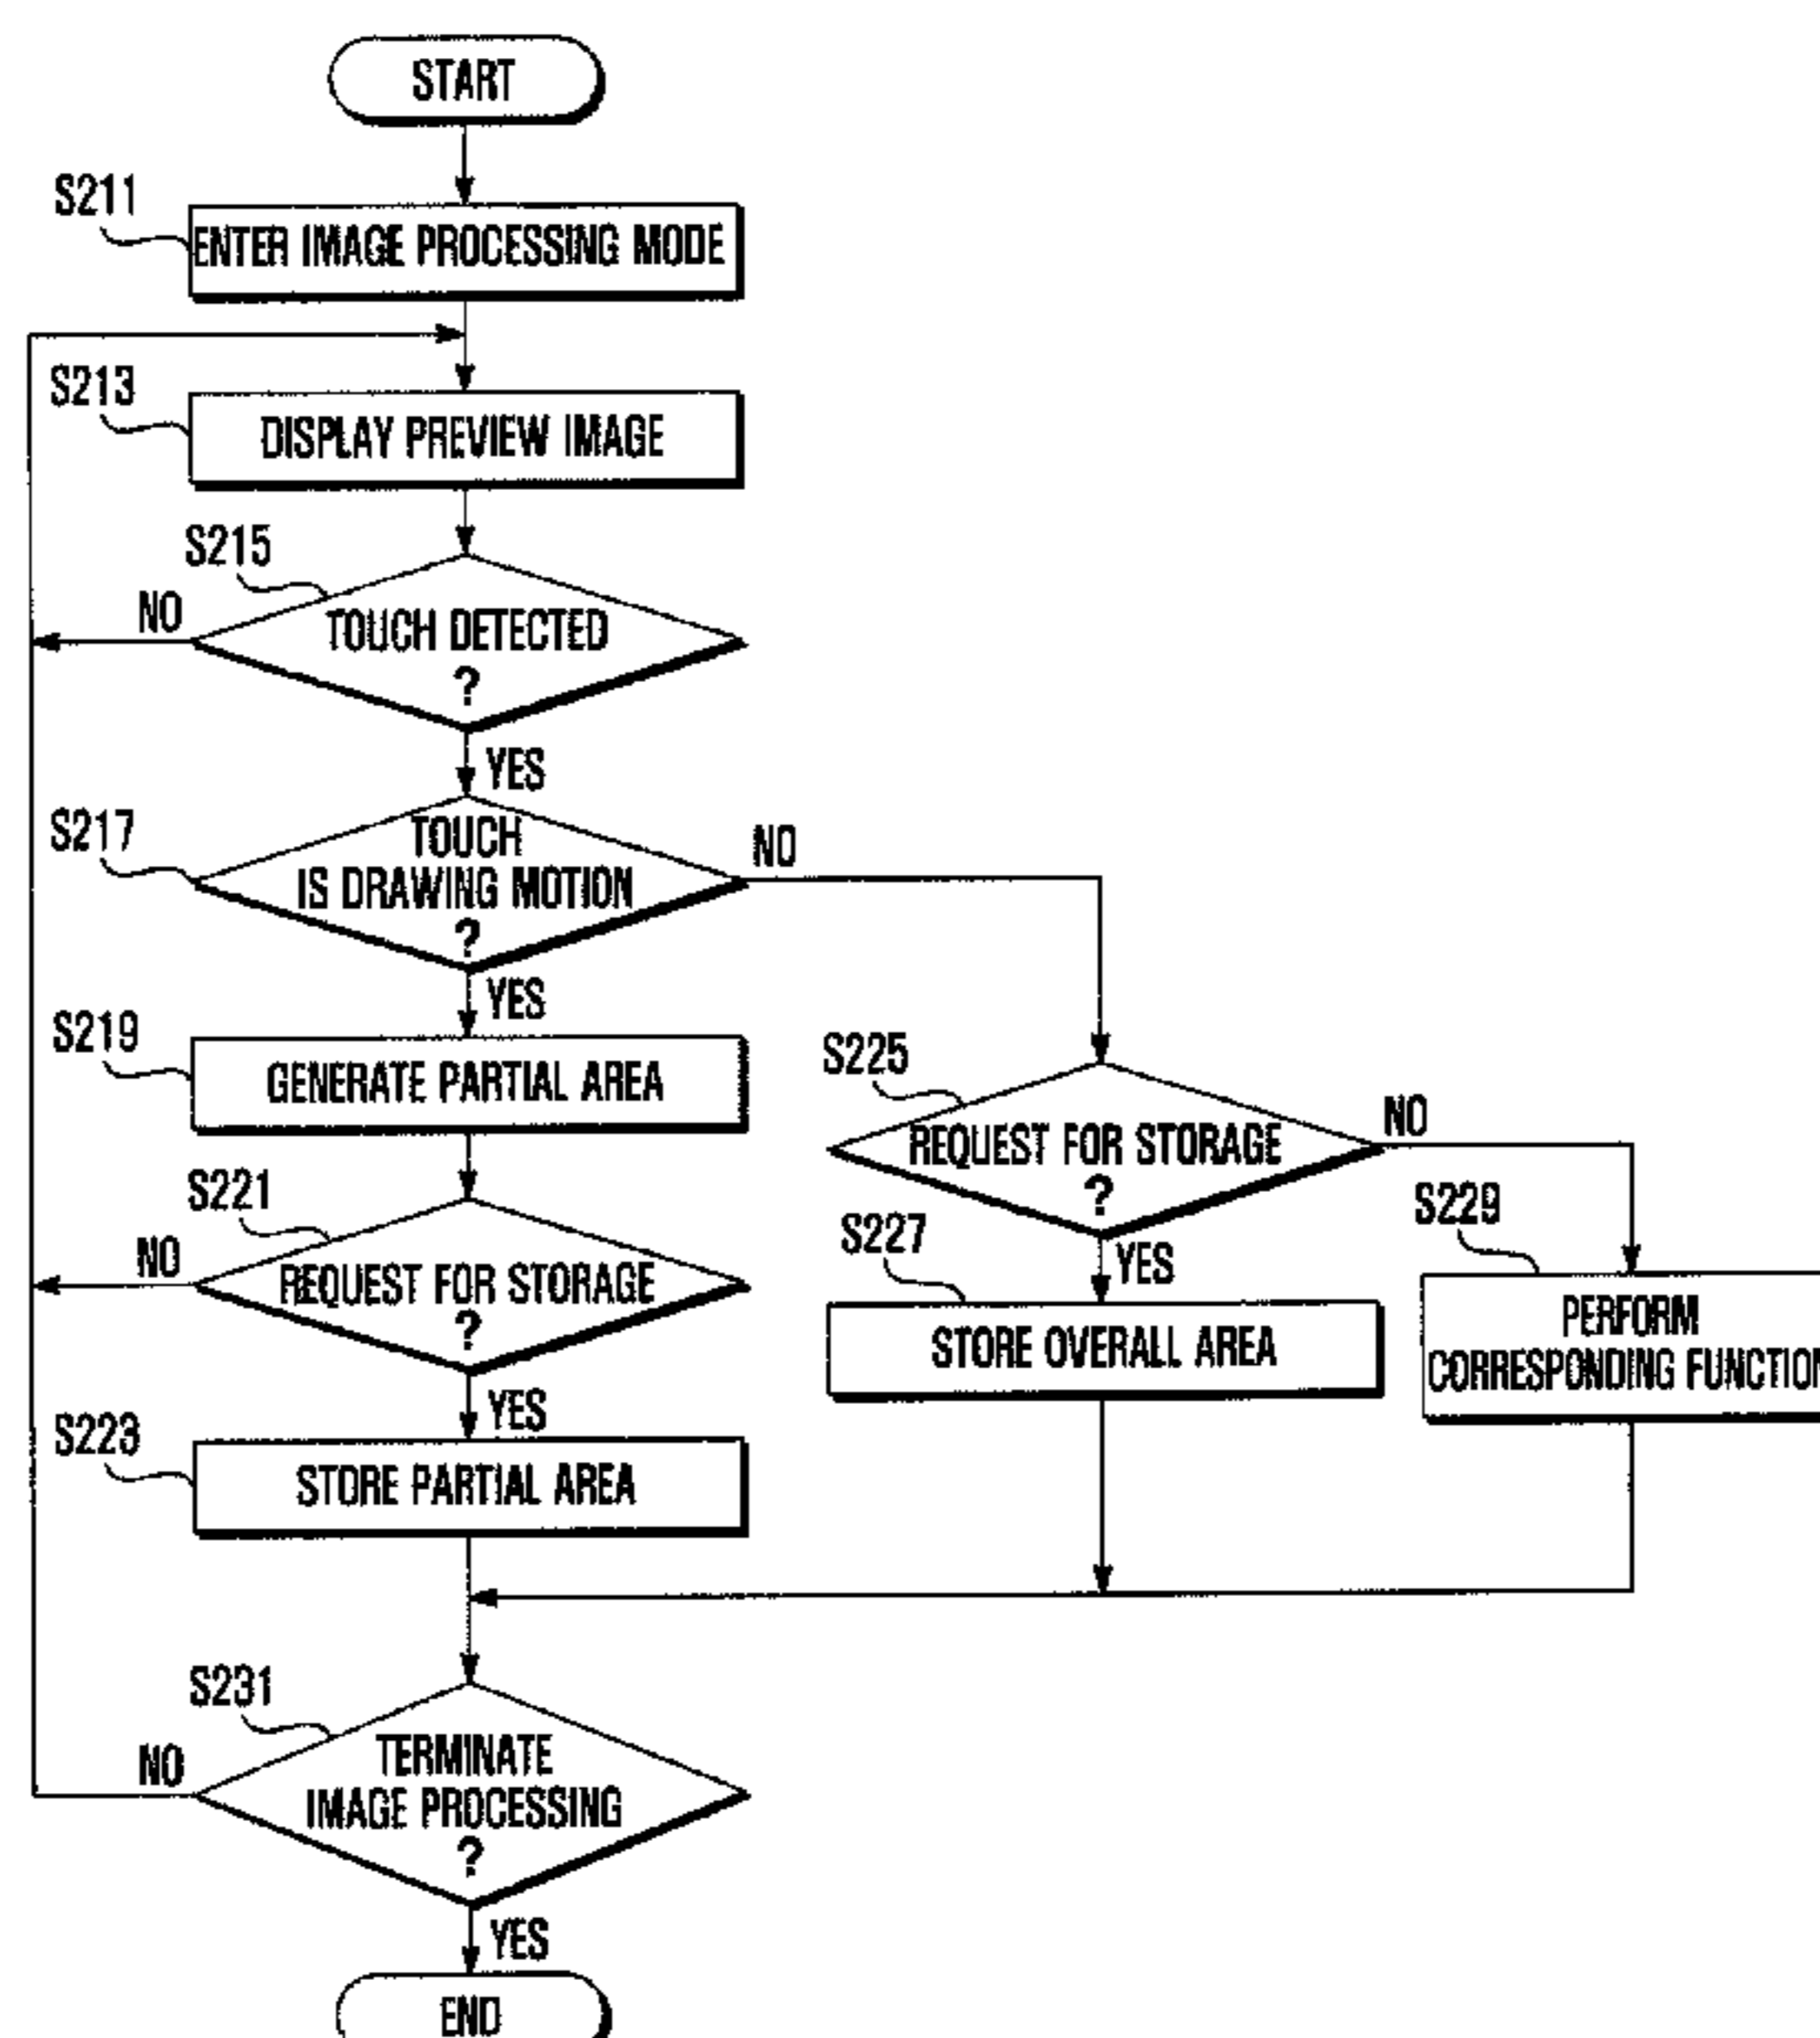 START
S211
ENTER IMAGE PROCESSING MODE
S213
DISPLAY PREVIEW IMAGE
S215
NO
TOUCH DETECTED
?
YES
S217
TOUCH
IS DRAWING MOTION
?
NO
YES
S219
GENERATE PARTIAL AREA
S225
REQUEST FOR STORAGE
?
NO
YES
S221
NO
REQUEST FOR STORAGE
?
YES
S227
STORE OVERALL AREA
S229
PERFORM
CORRESPONDING FUNCTION
S223
STORE PARTIAL AREA
S231
NO
TERMINATE
IMAGE PROCESSING
?
YES
END